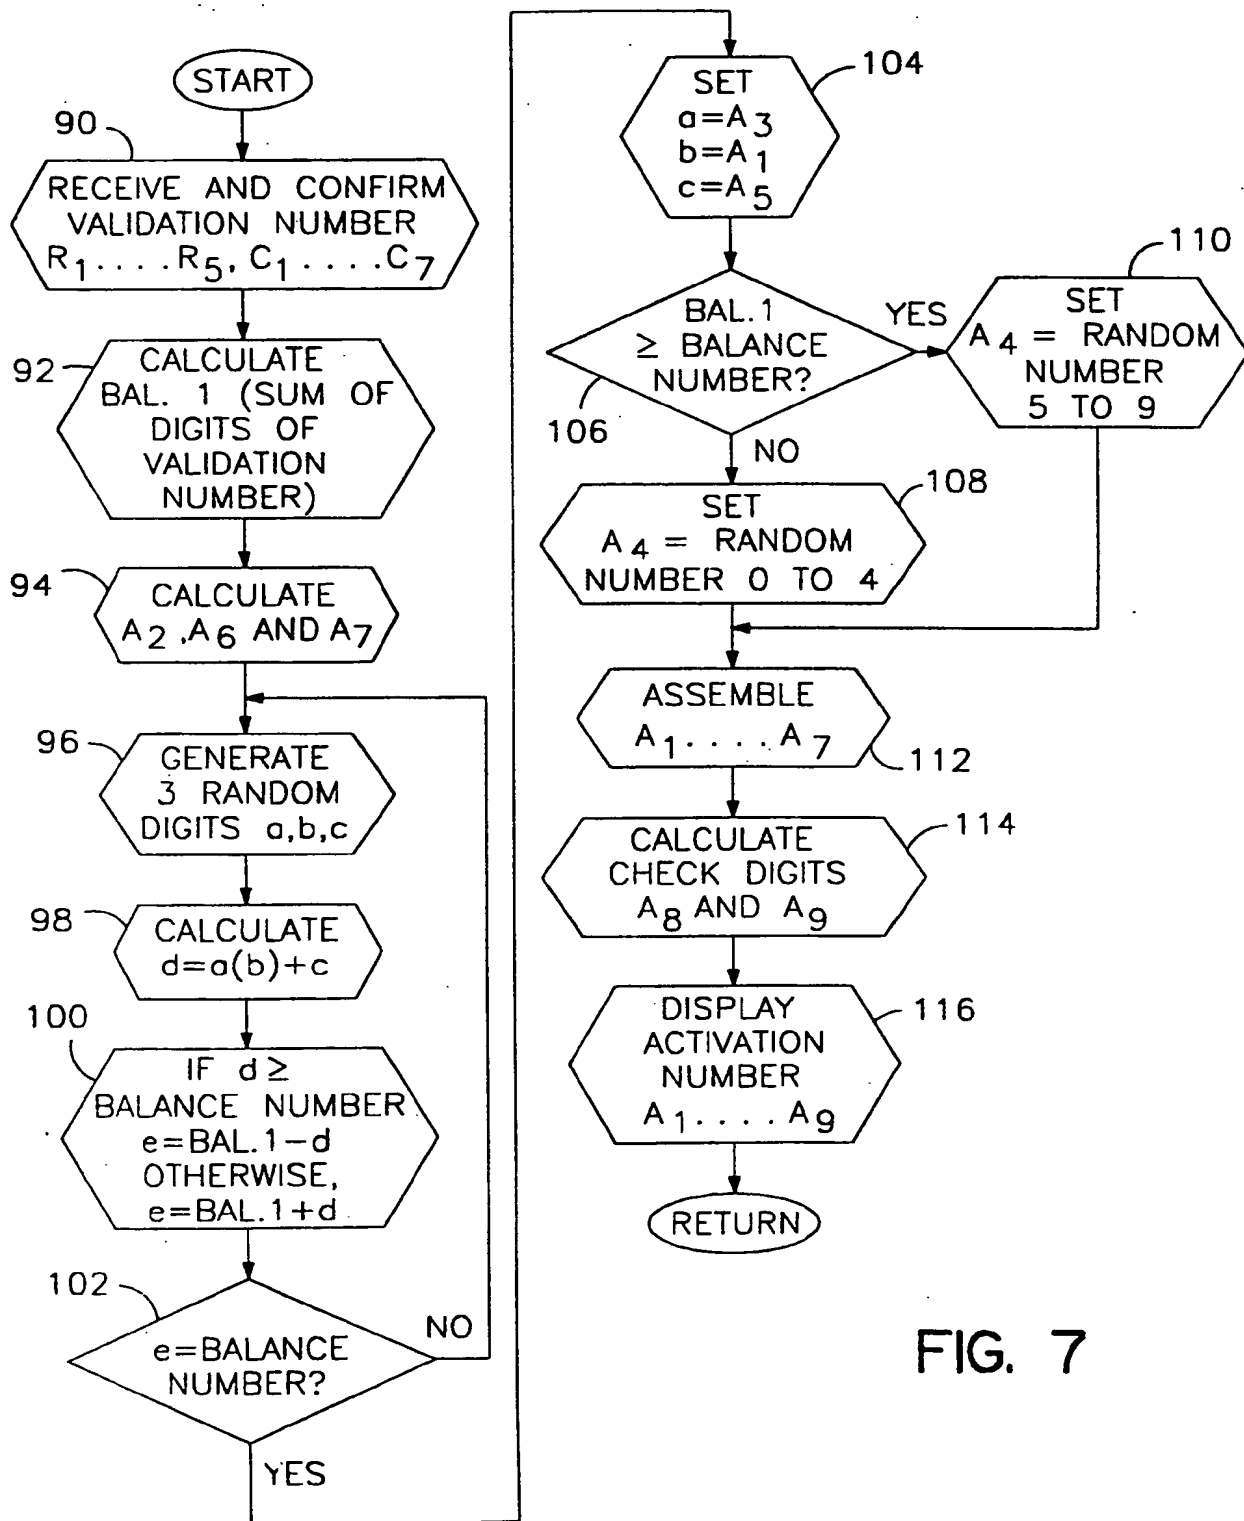 START
90
RECEIVE AND CONFIRM
VALIDATION NUMBER
R1....R5, C1....C7
92
CALCULATE
BAL. 1 (SUM OF
DIGITS OF
VALIDATION
NUMBER)
94
CALCULATE
A2,A6 AND A7
96
GENERATE
3 RANDOM
DIGITS a,b,c
98
CALCULATE
d=a(b)+c
100
IF d≥
BALANCE NUMBER
e=BAL.1-d
OTHERWISE,
e=BAL.1+d
102
e=BALANCE
NUMBER?
NO
YES
104
SET
a=A3
b=A1
c=A5
106
BAL.1
≥ BALANCE
NUMBER?
YES
NO
110
SET
A4= RANDOM
NUMBER
5 TO 9
108
SET
A4= RANDOM
NUMBER 0 TO 4
ASSEMBLE
A1....A7
112
114
CALCULATE
CHECK DIGITS
A8 AND A9
116
DISPLAY
ACTIVATION
NUMBER
A1....A9
RETURN
FIG. 7